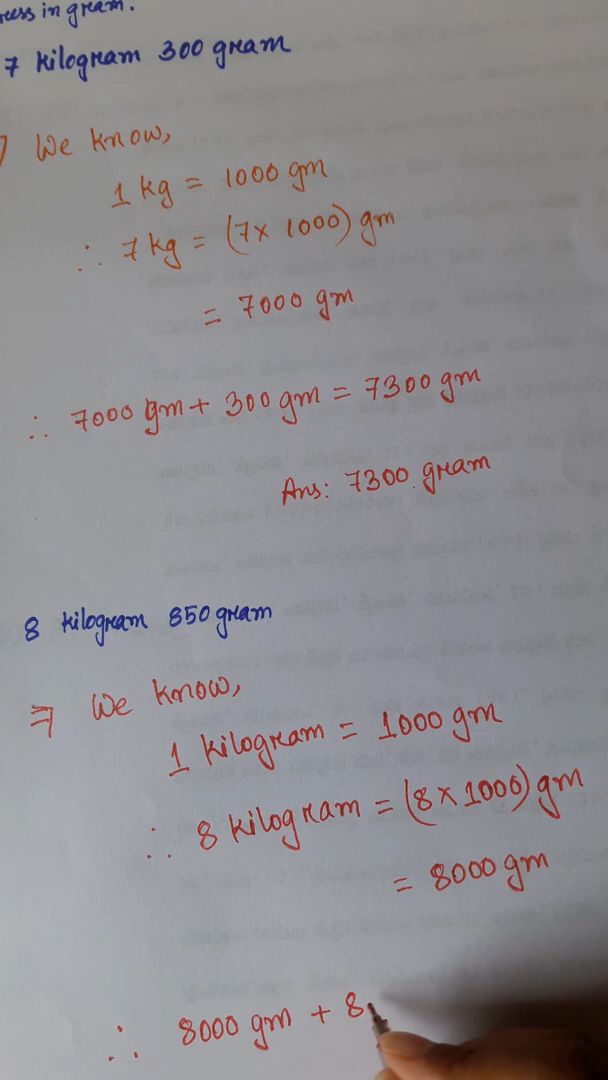 in gram.
7 kilogram 300 gram
We know,
1 kg = 1000 gm
∴ 7 kg = (7 × 1000) gm
= 7000 gm
∴ 7000 gm + 300 gm = 7300 gm
Ans: 7300 gram
8 kilogram 850 gram
⇒ We know,
1 kilogram = 1000 gm
∴ 8 kilogram = (8 × 1000) gm
= 8000 gm
∴ 8000 gm + 8